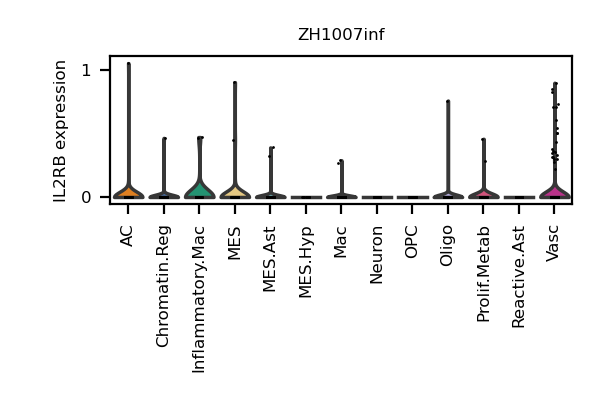 ZH1007inf
IL2RB expression
1
0
AC
Chromatin.Reg
Inflammatory.Mac
MES
MES.Ast
MES.Hyp
Mac
Neuron
OPC
Oligo
Prolif.Metab
Reactive.Ast
Vasc